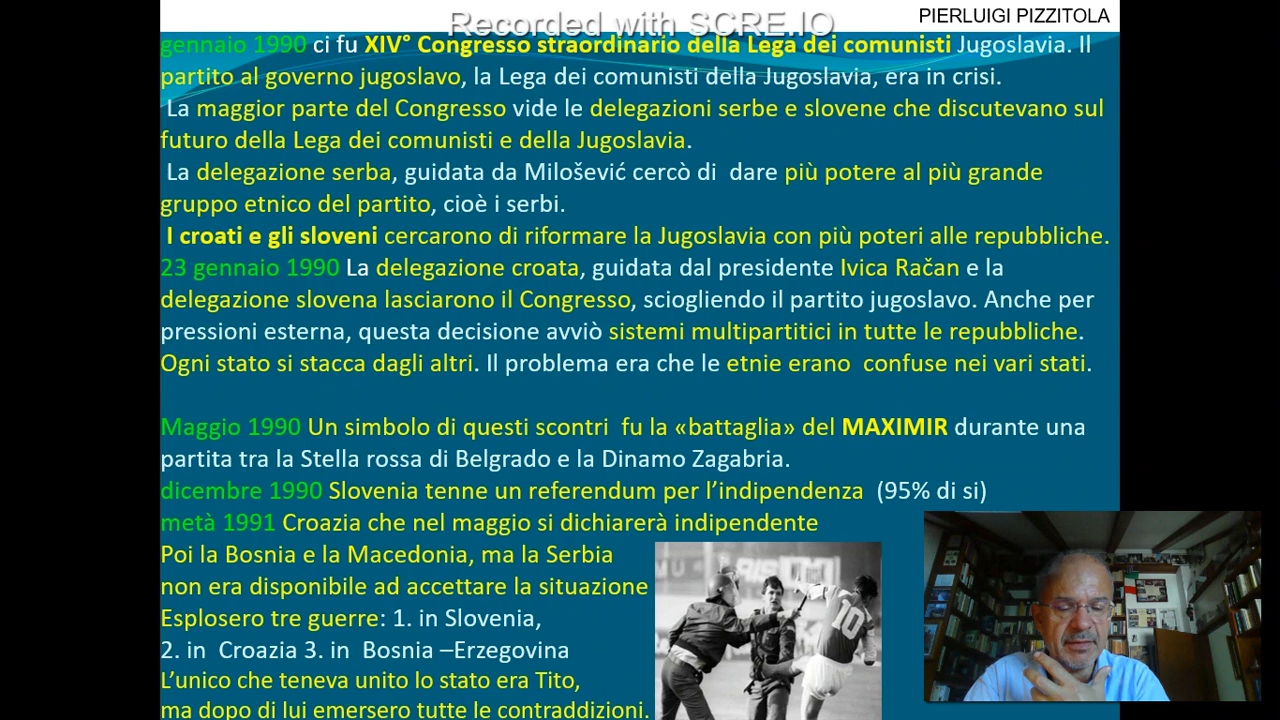 Recorded with SCRE.IO
PIERLUIGI PIZZITOLA
gennaio 1990 ci fu XIV° Congresso straordinario della Lega dei comunisti Jugoslavia. Il
partito al governo jugoslavo, la Lega dei comunisti della Jugoslavia, era in crisi.
La maggior parte del Congresso vide le delegazioni serbe e slovene che discutevano sul
futuro della Lega dei comunisti e della Jugoslavia.
La delegazione serba, guidata da Milošević cercò di dare più potere al più grande
gruppo etnico del partito, cioè i serbi.
I croati e gli sloveni cercarono di riformare la Jugoslavia con più poteri alle repubbliche.
23 gennaio 1990 La delegazione croata, guidata dal presidente Ivica Račan e la
delegazione slovena lasciarono il Congresso, sciogliendo il partito jugoslavo. Anche per
pressioni esterna, questa decisione avviò sistemi multipartitici in tutte le repubbliche.
Ogni stato si stacca dagli altri. Il problema era che le etnie erano confuse nei vari stati.
Maggio 1990 Un simbolo di questi scontri fu la «battaglia» del MAXIMIR durante una
partita tra la Stella rossa di Belgrado e la Dinamo Zagabria.
dicembre 1990 Slovenia tenne un referendum per l'indipendenza (95% di si)
metà 1991 Croazia che nel maggio si dichiarerà indipendente
Poi la Bosnia e la Macedonia, ma la Serbia
non era disponibile ad accettare la situazione
Esplosero tre guerre: 1. in Slovenia,
2. in Croazia 3. in Bosnia –Erzegovina
L'unico che teneva unito lo stato era Tito,
ma dopo di lui emersero tutte le contraddizioni.
10